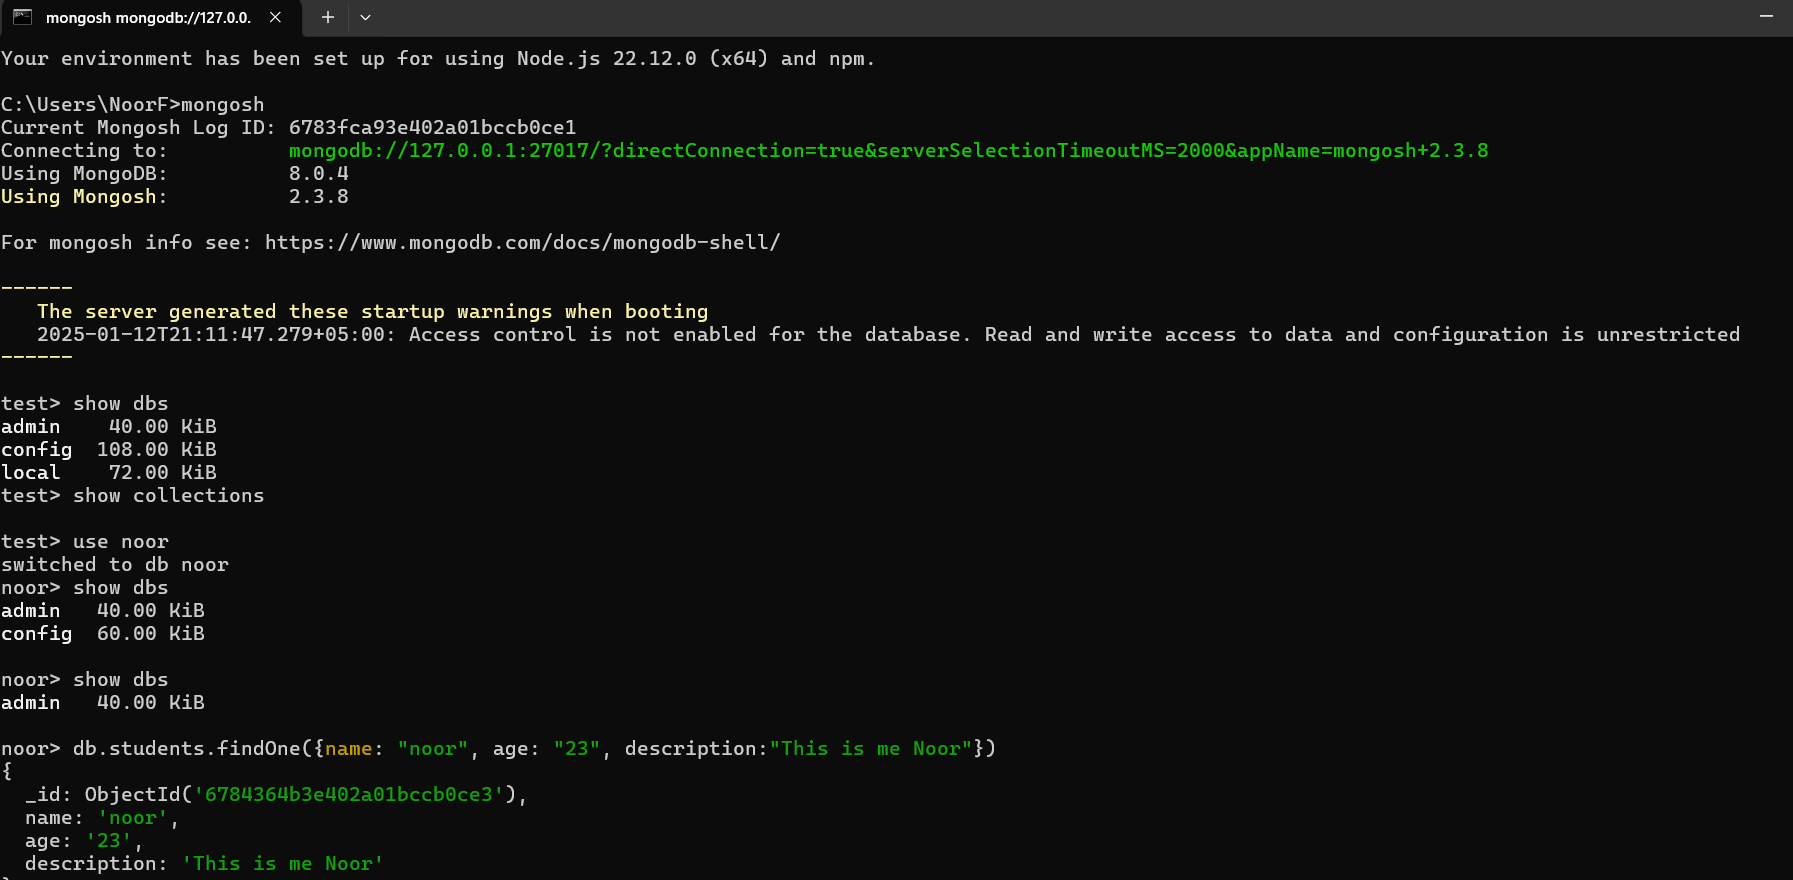 mongosh mongodb://127.0.0.
Your environment has been set up for using Node.js 22.12.0 (x64) and npm.
C:\Users\NoorF>mongosh
Current Mongosh Log ID: 6783fca93e402a01bccb0ce1
Connecting to:          mongodb://127.0.0.1:27017/?directConnection=true&serverSelectionTimeoutMS=2000&appName=mongosh+2.3.8
Using MongoDB:          8.0.4
Using Mongosh:          2.3.8
For mongosh info see: https://www.mongodb.com/docs/mongodb-shell/
------
   The server generated these startup warnings when booting
   2025-01-12T21:11:47.279+05:00: Access control is not enabled for the database. Read and write access to data and configuration is unrestricted
------
test> show dbs
admin    40.00 KiB
config  108.00 KiB
local    72.00 KiB
test> show collections
test> use noor
switched to db noor
noor> show dbs
admin   40.00 KiB
config  60.00 KiB
noor> show dbs
admin   40.00 KiB
noor> db.students.findOne({name: "noor", age: "23", description:"This is me Noor"})
{
  _id: ObjectId('6784364b3e402a01bccb0ce3'),
  name: 'noor',
  age: '23',
  description: 'This is me Noor'